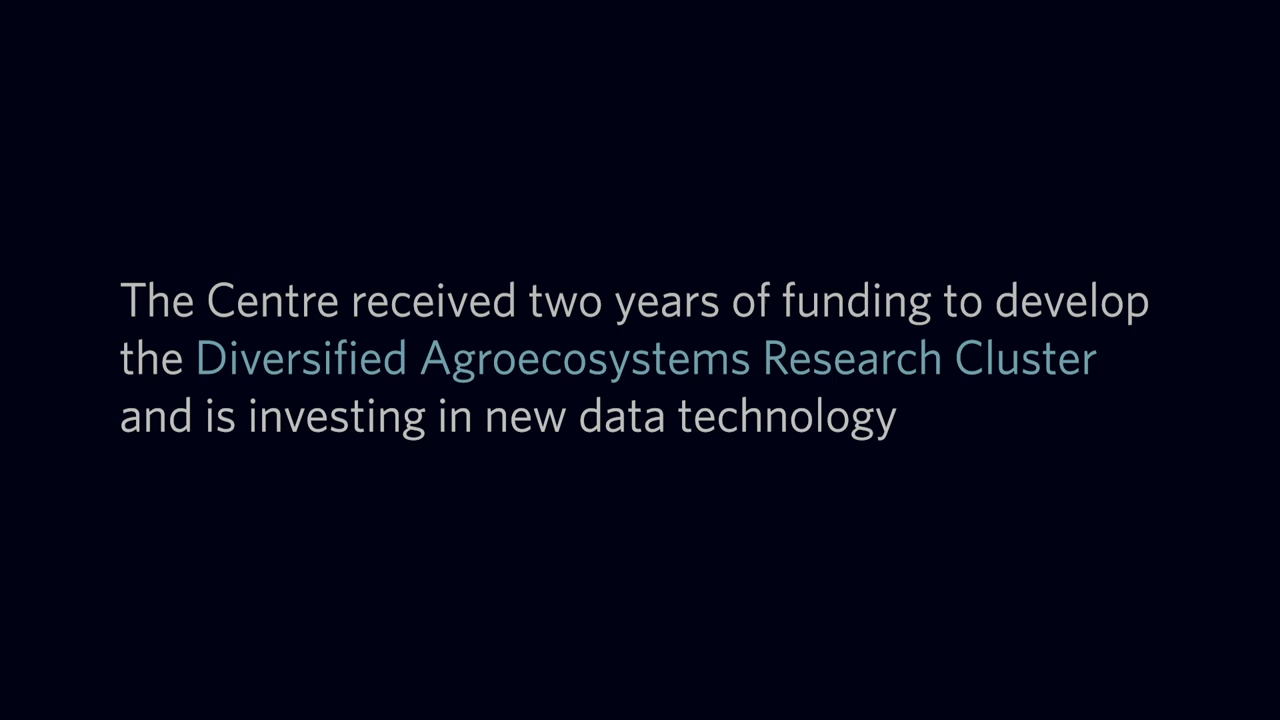 The Centre received two years of funding to develop
the Diversified Agroecosystems Research Cluster
and is investing in new data technology